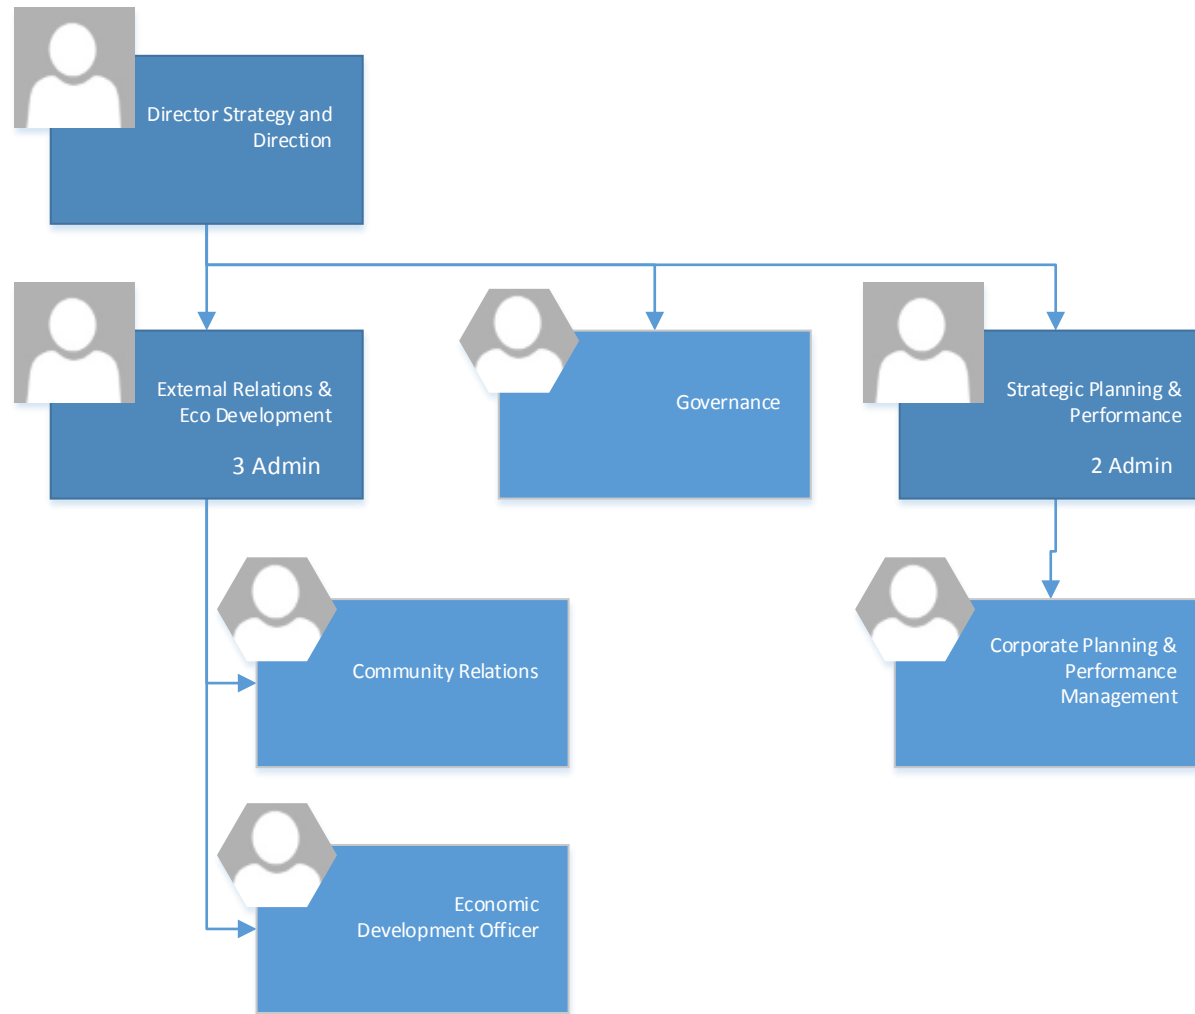 Director Strategy and
Direction
External Relations &
Eco Development
3 Admin
Governance
Strategic Planning &
Performance
2 Admin
Community Relations
Corporate Planning &
Performance
Management
Economic
Development Officer